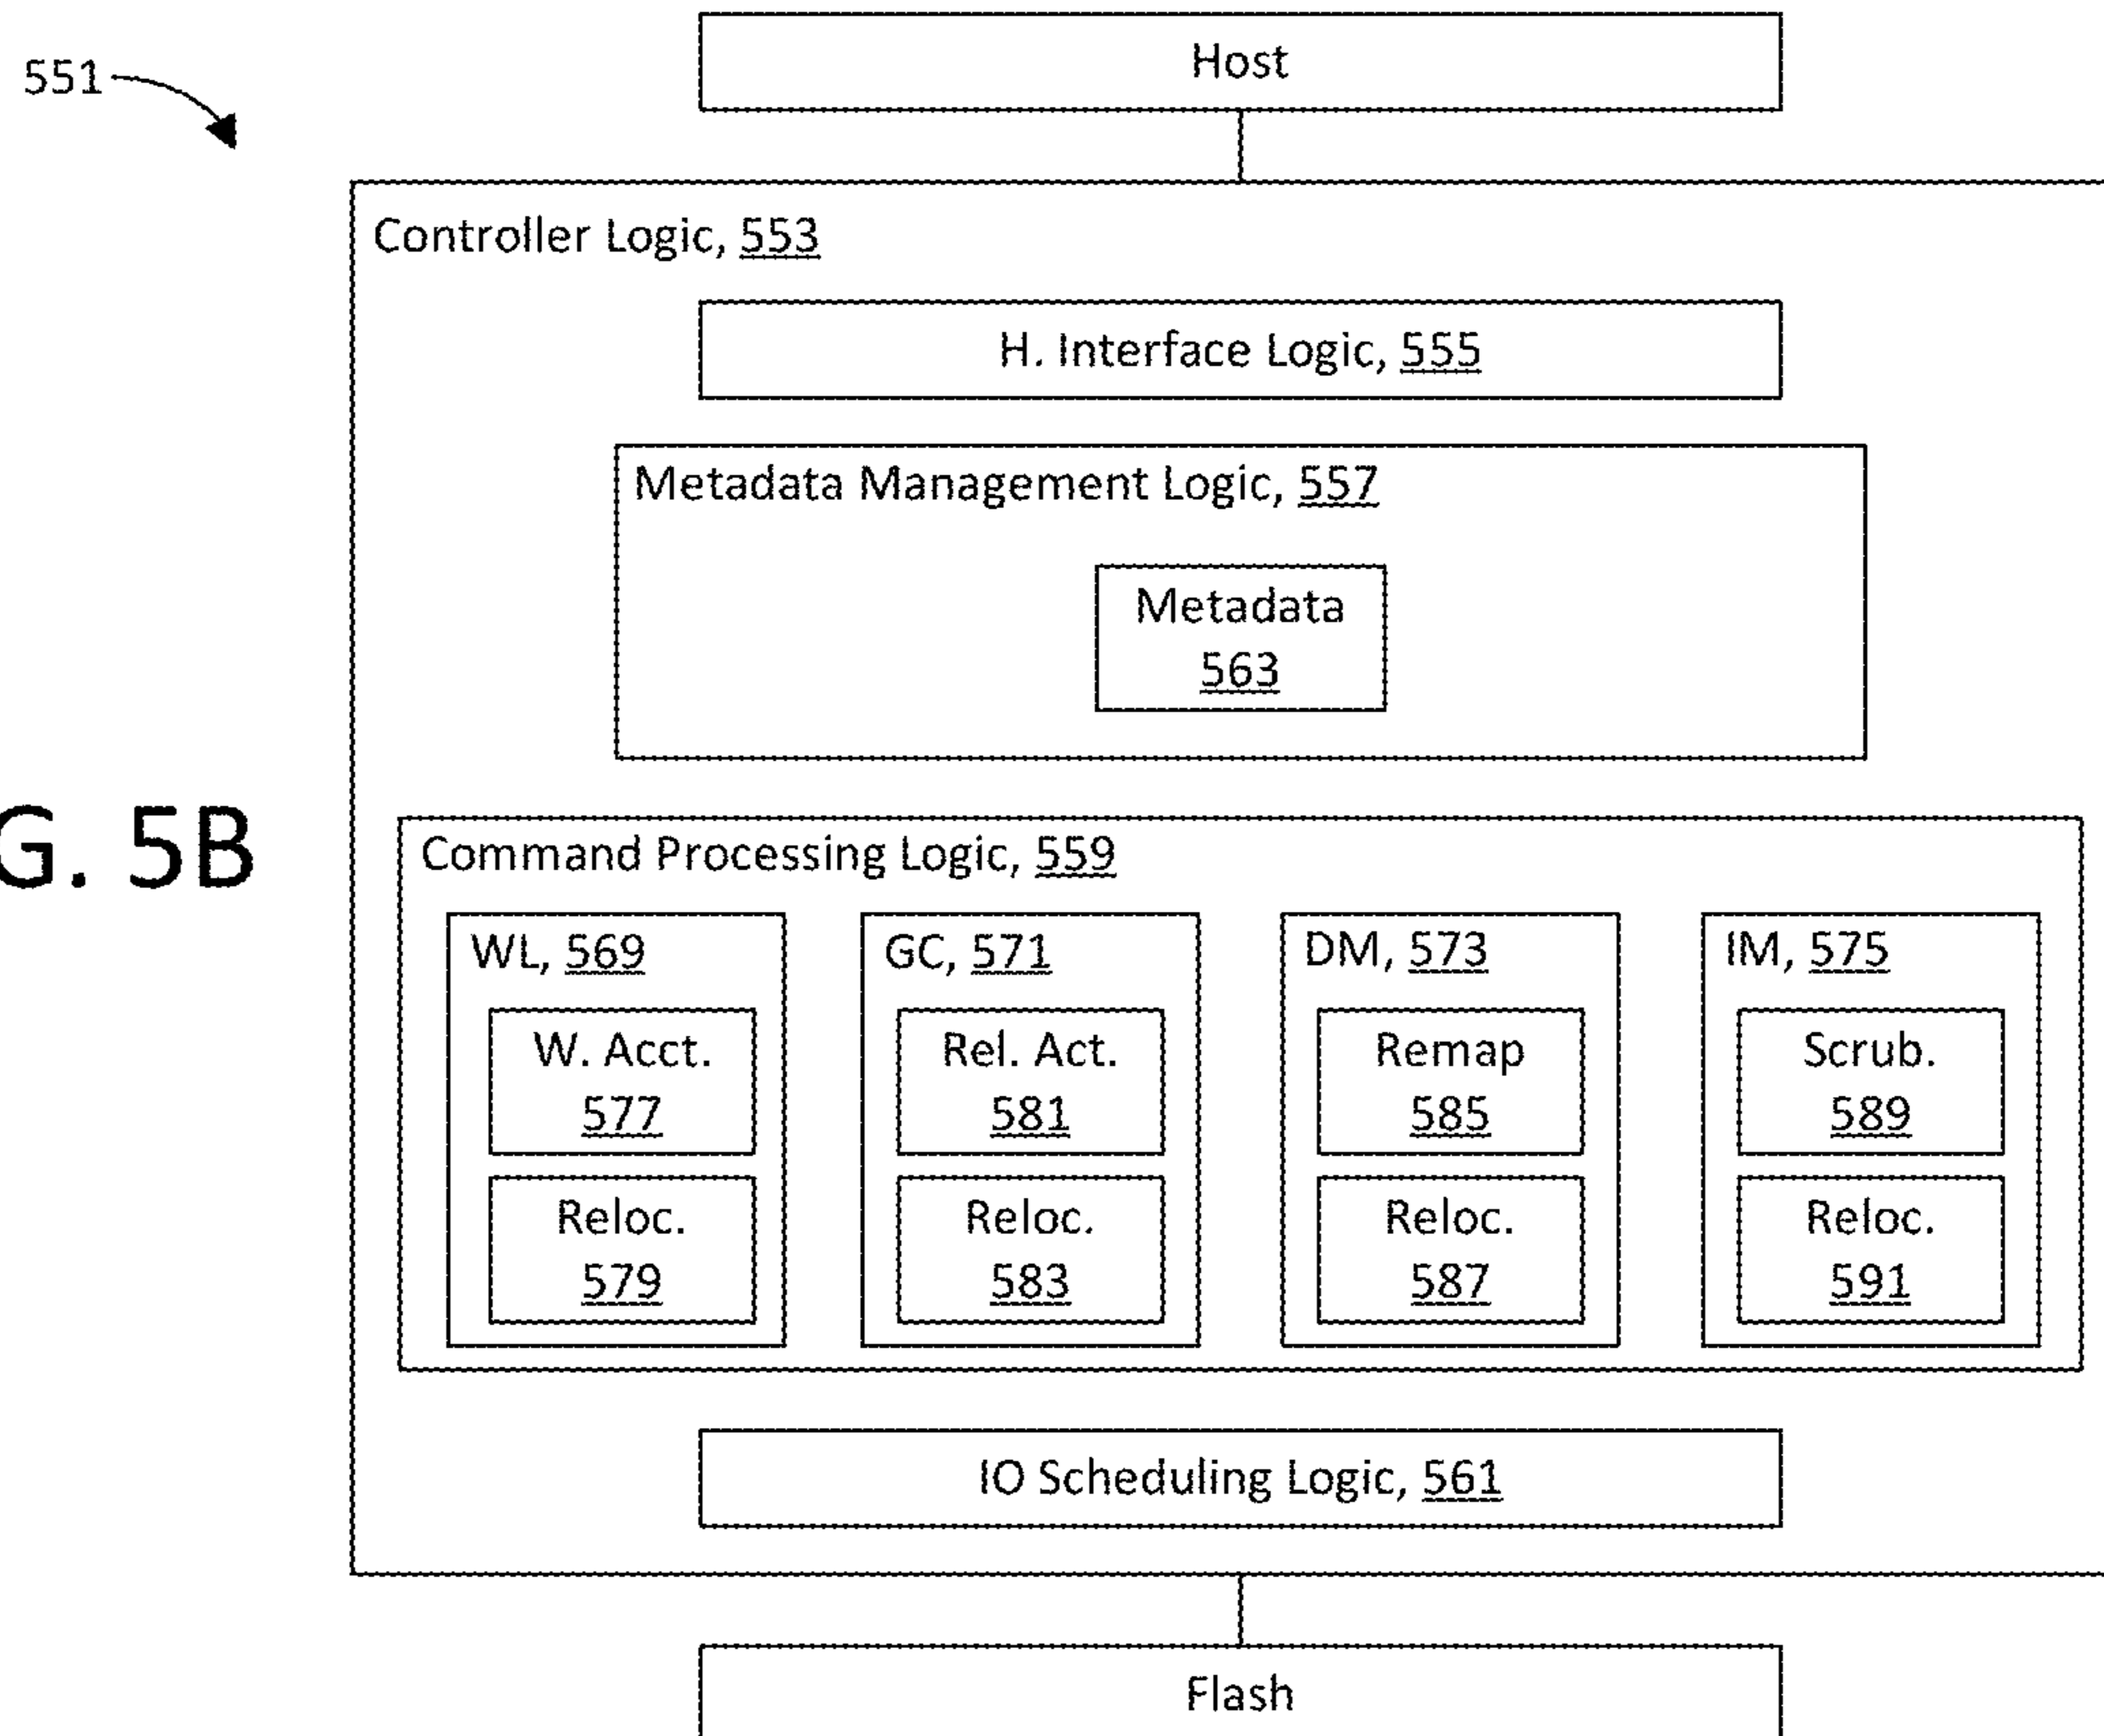 Host
551
Controller Logic, 553
H. Interface Logic, 555
Metadata Management Logic, 557
Metadata
563
G. 5B
Command Processing Logic, 559
WL, 569
W. Acct.
577
Reloc.
579
GC, 571
Rel. Act.
581
Reloc.
583
DM, 573
Remap
585
Reloc.
587
IM, 575
Scrub.
589
Reloc.
591
IO Scheduling Logic, 561
Flash